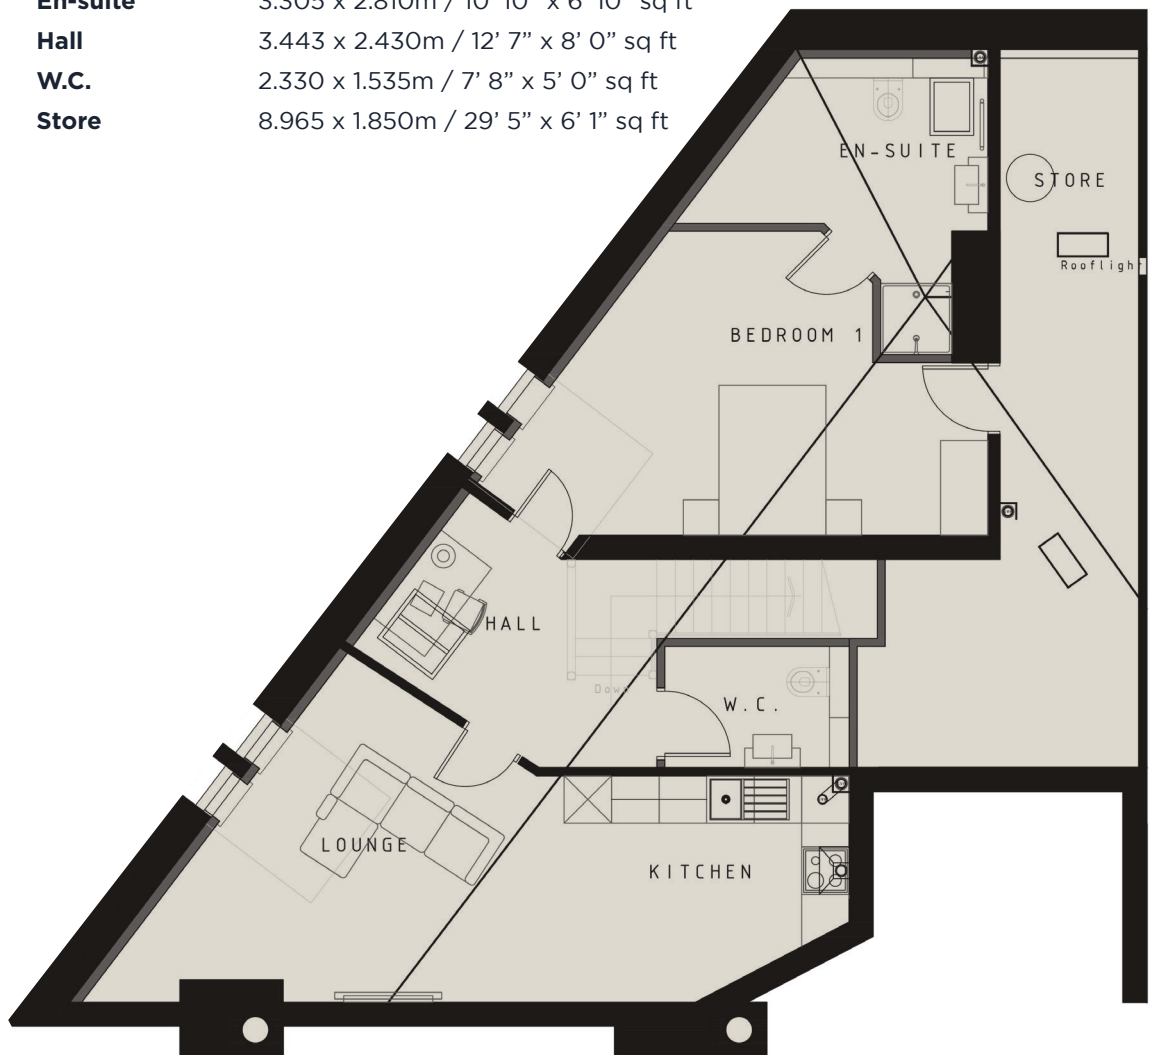 En-suite 3.305 x 2.810m / 10' 10” x 6' 10” sq ft
Hall 3.443 x 2.430m / 12’ 7” x 8’ 0” sq ft
W.C. 2.330 x 1.535m / 7’ 8” x 5’ 0” sq ft
Store 8.965 x 1.850m / 29’ 5” x 6’ 1” sq ft
EN-SUITE
STORE
Rooflight
BEDROOM 1
HALL
Down
W.C.
LOUNGE
KITCHEN